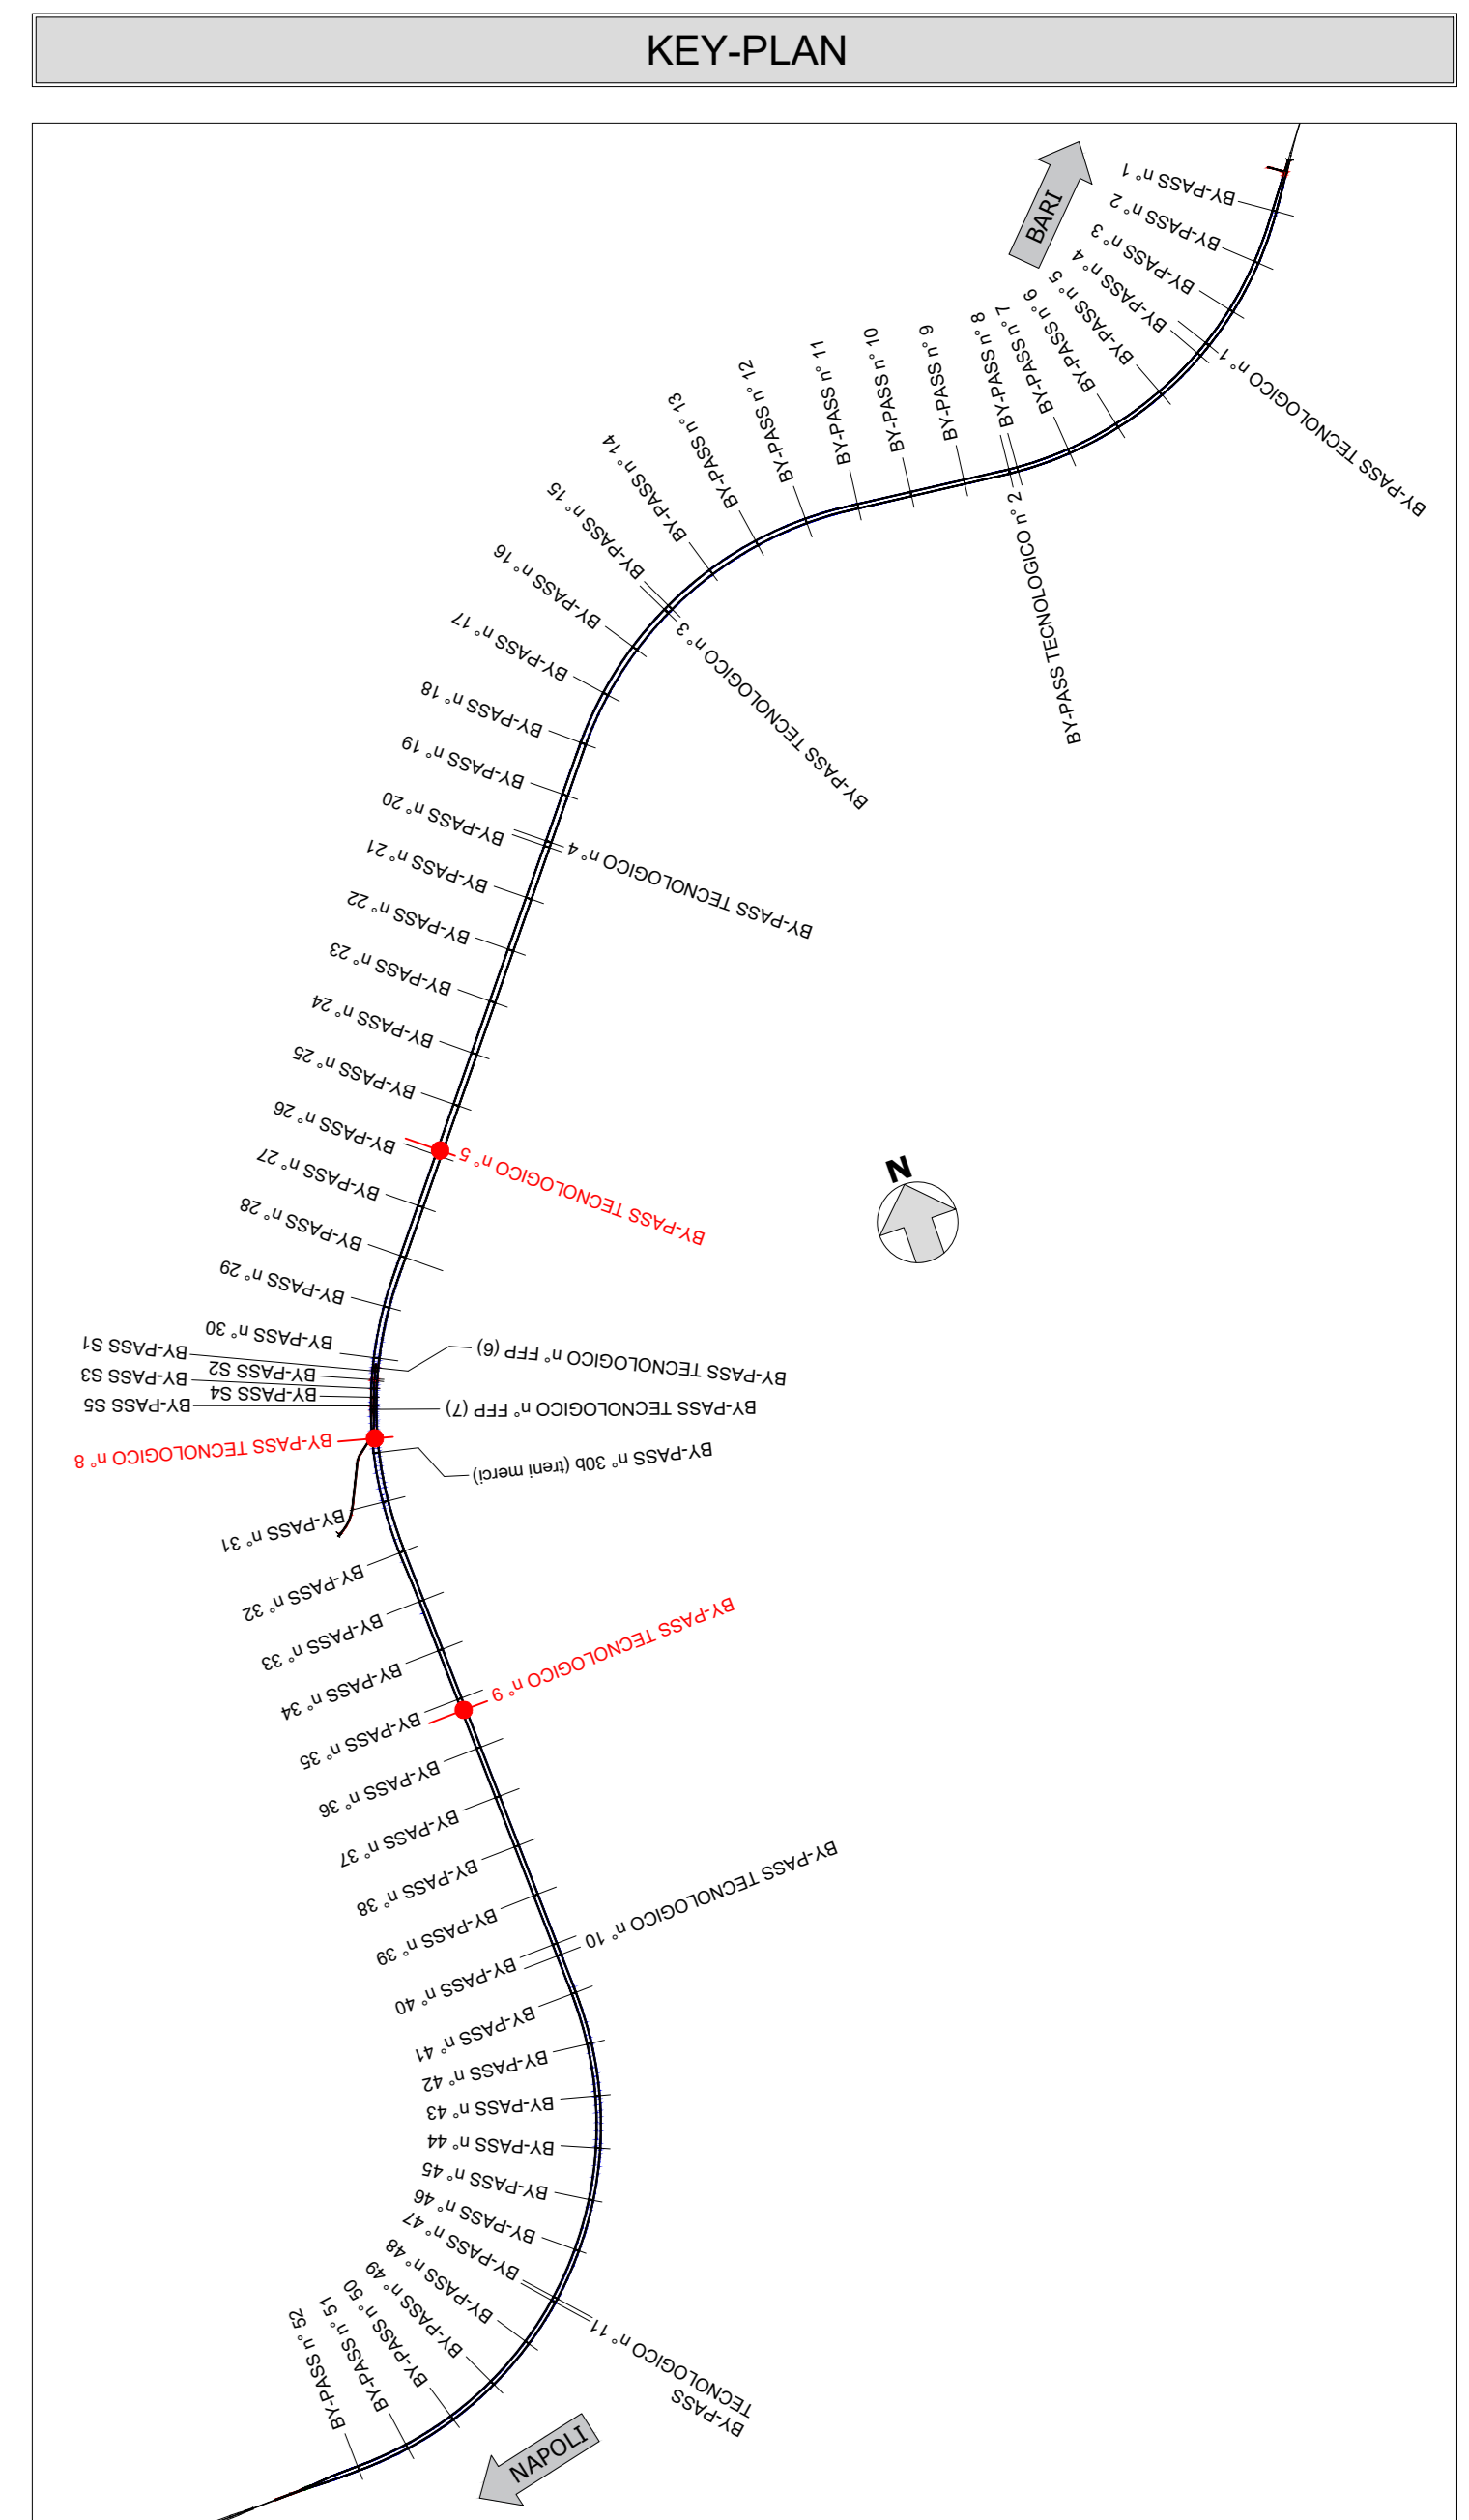 KEY-PLAN
BARI
BY-PASS n° 1
BY-PASS n° 2
BY-PASS n° 3
BY-PASS n° 4
BY-PASS TECNOLOGICO n° 1
BY-PASS n° 5
BY-PASS n° 6
BY-PASS n° 7
BY-PASS n° 8
BY-PASS TECNOLOGICO n° 2
BY-PASS n° 9
BY-PASS n° 10
BY-PASS n° 11
BY-PASS n° 12
BY-PASS n° 13
BY-PASS n° 14
BY-PASS n° 15
BY-PASS TECNOLOGICO n° 3
BY-PASS n° 16
BY-PASS n° 17
BY-PASS n° 18
BY-PASS n° 19
BY-PASS n° 20
BY-PASS TECNOLOGICO n° 4
BY-PASS n° 21
BY-PASS n° 22
BY-PASS n° 23
BY-PASS n° 24
BY-PASS n° 25
BY-PASS n° 26
BY-PASS TECNOLOGICO n° 5
N
BY-PASS n° 27
BY-PASS n° 28
BY-PASS n° 29
BY-PASS n° 30
BY-PASS S1
BY-PASS TECNOLOGICO n° FFP (6)
BY-PASS S2
BY-PASS S3
BY-PASS S4
BY-PASS S5
BY-PASS TECNOLOGICO n° FFP (7)
BY-PASS TECNOLOGICO n° 8
BY-PASS n° 30b (treni merci)
BY-PASS n° 31
BY-PASS n° 32
BY-PASS n° 33
BY-PASS n° 34
BY-PASS n° 35
BY-PASS TECNOLOGICO n° 9
BY-PASS n° 36
BY-PASS n° 37
BY-PASS n° 38
BY-PASS n° 39
BY-PASS n° 40
BY-PASS TECNOLOGICO n° 10
BY-PASS n° 41
BY-PASS n° 42
BY-PASS n° 43
BY-PASS n° 44
BY-PASS n° 45
BY-PASS n° 46
BY-PASS n° 47
BY-PASS
TECNOLOGICO n° 11
BY-PASS n° 48
BY-PASS n° 49
BY-PASS n° 50
BY-PASS n° 51
BY-PASS n° 52
NAPOLI